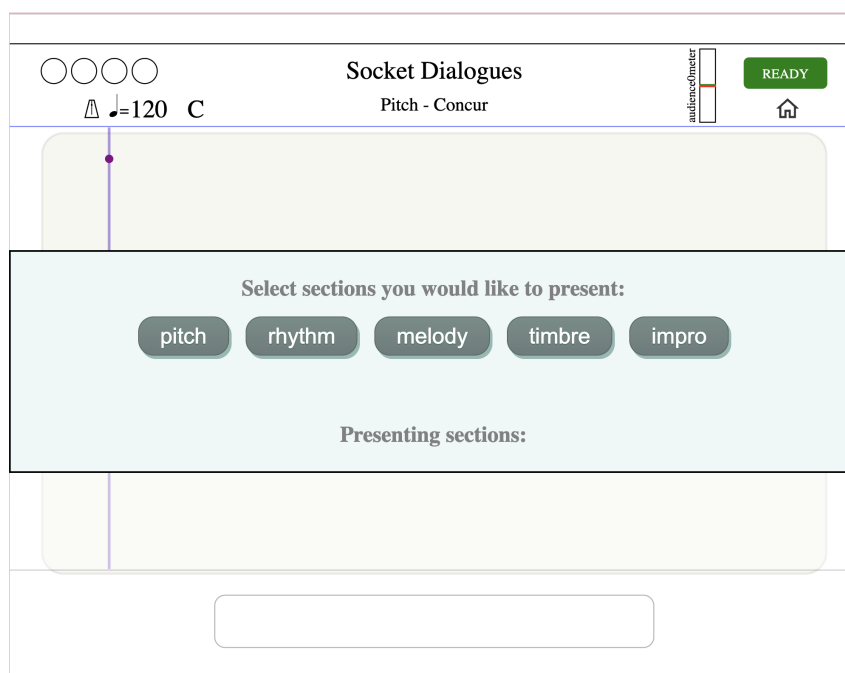 Socket Dialogues
Pitch - Concur
♩=120 C
audience0meter
READY
Select sections you would like to present:
pitch rhythm melody timbre impro
Presenting sections: